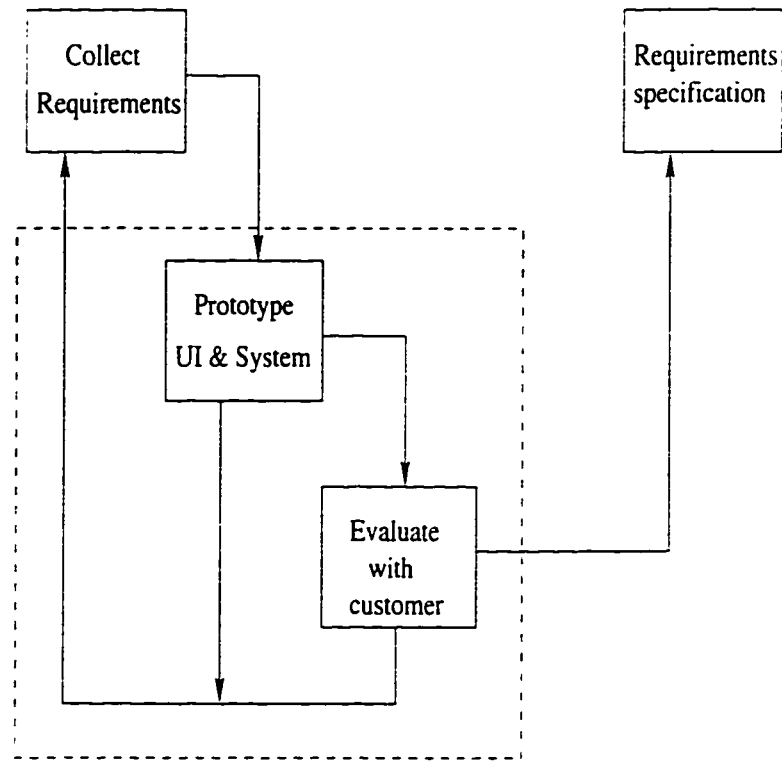 Collect
Requirements
Requirements
specification
Prototype
UI & System
Evaluate
with
customer